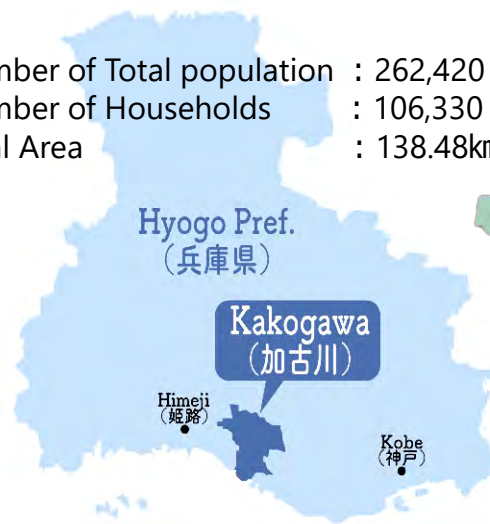 mber of Total population : 262,420
mber of Households : 106,330
al Area : 138.48k
Hyogo Pref.
（兵庫県）
Kakogawa
（加古川）
Himeji
（姫路）
Kobe
（神戸）